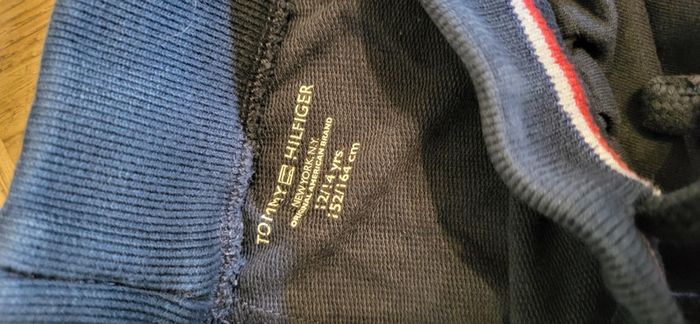 TOMMY HILFIGER
NEW YORK, N.Y.
ORIGINAL AMERICAN BRAND
12/14 yrs
152/164 cm